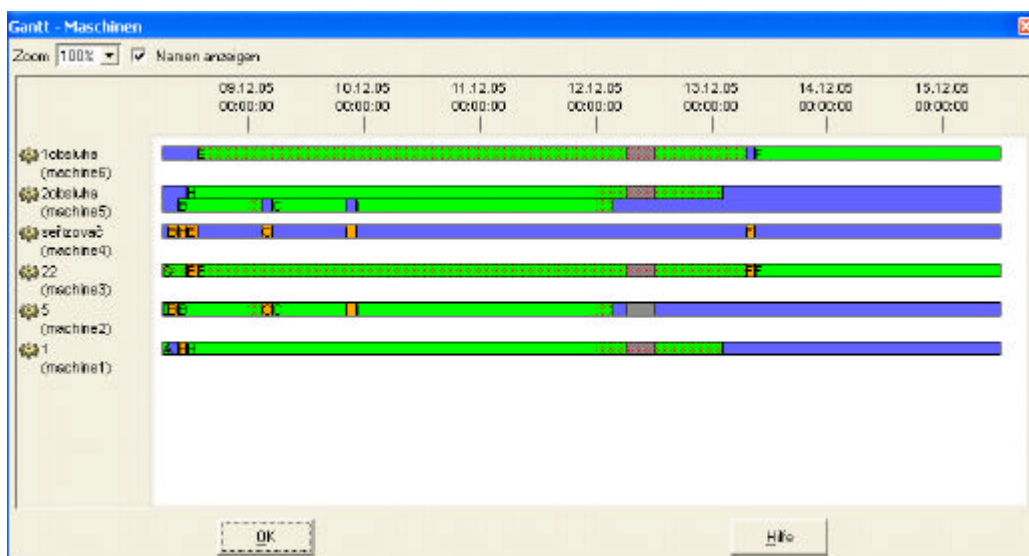 Gantt - Maschinen
Zoom 100% Namen anzeigen
09.12.05 10.12.05 11.12.05 12.12.05 13.12.05 14.12.05 15.12.05
00:00:00 00:00:00 00:00:00 00:00:00 00:00:00 00:00:00 00:00:00
1obsluha
(machine6)
2obsluha
(machine5)
seřizovač
(machine4)
22
(machine3)
5
(machine2)
1
(machine1)
OK Hilfe